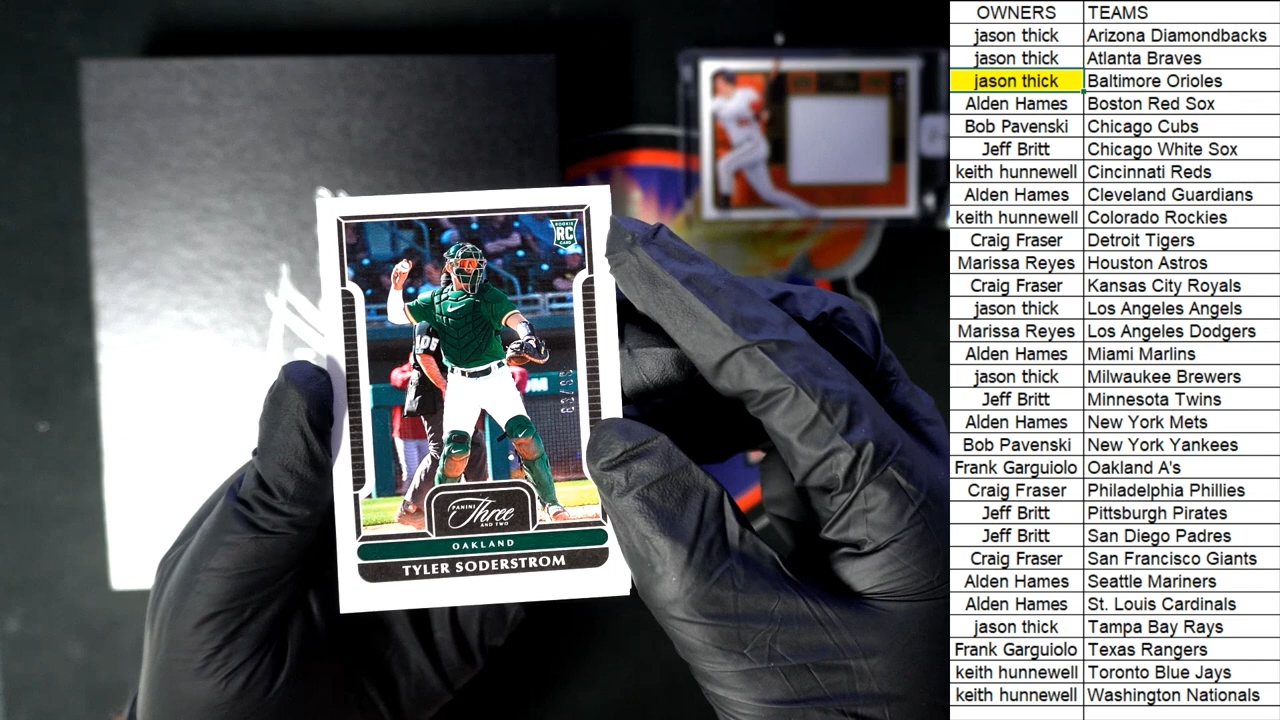 OWNERS TEAMS
jason thick Arizona Diamondbacks
jason thick Atlanta Braves
jason thick Baltimore Orioles
Alden Hames Boston Red Sox
Bob Pavenski Chicago Cubs
Jeff Britt Chicago White Sox
keith hunnewell Cincinnati Reds
Alden Hames Cleveland Guardians
keith hunnewell Colorado Rockies
Craig Fraser Detroit Tigers
Marissa Reyes Houston Astros
Craig Fraser Kansas City Royals
jason thick Los Angeles Angels
Marissa Reyes Los Angeles Dodgers
Alden Hames Miami Marlins
jason thick Milwaukee Brewers
Jeff Britt Minnesota Twins
Alden Hames New York Mets
Bob Pavenski New York Yankees
Frank Garguiolo Oakland A's
Craig Fraser Philadelphia Phillies
Jeff Britt Pittsburgh Pirates
Jeff Britt San Diego Padres
Craig Fraser San Francisco Giants
Alden Hames Seattle Mariners
Alden Hames St. Louis Cardinals
jason thick Tampa Bay Rays
Frank Garguiolo Texas Rangers
keith hunnewell Toronto Blue Jays
keith hunnewell Washington Nationals
ROOKIE
RC
CARD
PANINI
Three
AND TWO
OAKLAND
TYLER SODERSTROM